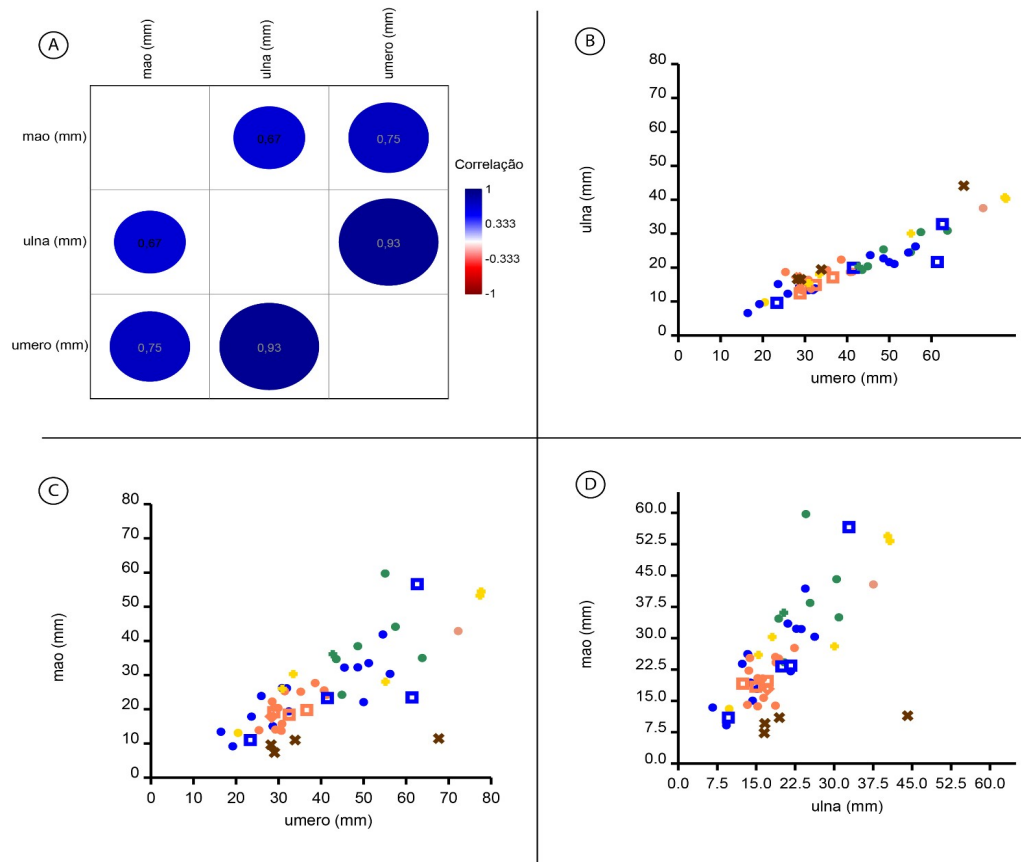 A
mao (mm)
ulna (mm)
umero (mm)
mao (mm)
0,67
0,75
ulna (mm)
0,67
0,93
umero (mm)
0,75
0,93
Correlação
1
0.333
-0.333
-1
B
80
70
60
50
40
30
20
10
0
ulna (mm)
0 10 20 30 40 50 60
umero (mm)
C
80
70
60
50
40
30
20
10
0
mao (mm)
0 10 20 30 40 50 60 70 80
umero (mm)
D
60.0
52.5
45.0
37.5
30.0
22.5
15.0
7.5
0.0
mao (mm)
0.0 7.5 15.0 22.5 30.0 37.5 45.0 52.5 60.0
ulna (mm)